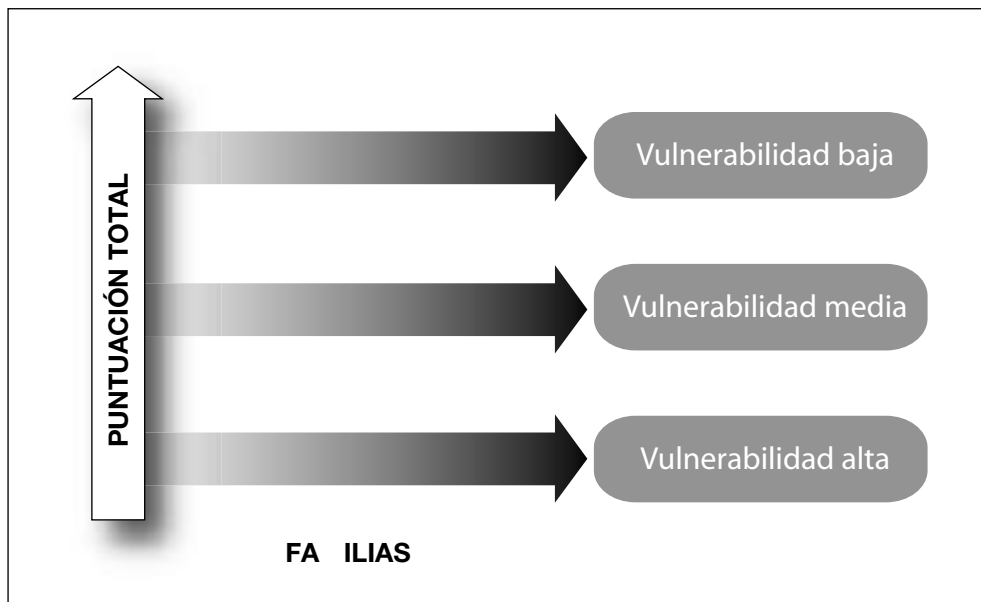 PUNTUACIÓN TOTAL
Vulnerabilidad baja
Vulnerabilidad media
Vulnerabilidad alta
FA ILIAS